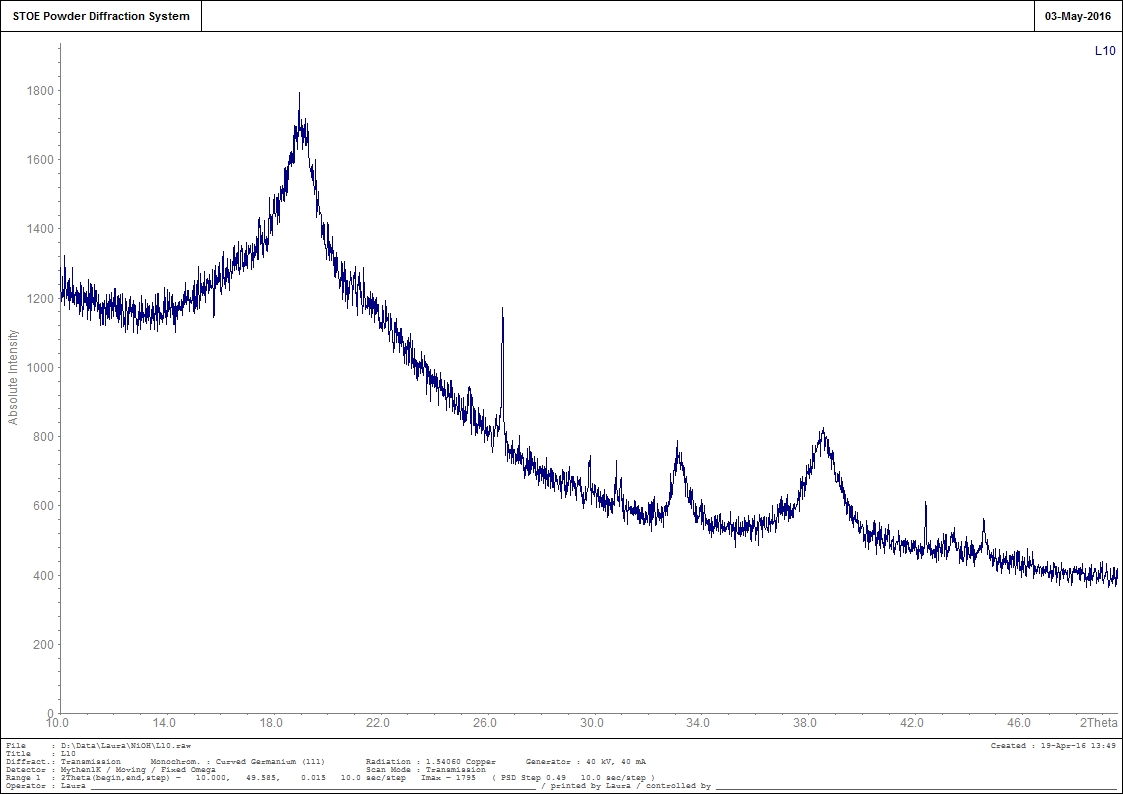 STOE Powder Diffraction System
03-May-2016
L10
Absolute Intensity
1800
1600
1400
1200
1000
800
600
400
200
0
10.0 14.0 18.0 22.0 26.0 30.0 34.0 38.0 42.0 46.0 2Theta
File : D:\Data\Laura\NiOH\L10.raw Created : 19-Apr-16 13:49
Title : L10
Diffract.: Transmission Monochrom. : Curved Germanium (111) Radiation : 1.54060 Copper Generator : 40 kV, 40 mA
Detector : Mythen1K / Moving / Fixed Omega Scan Mode : Transmission
Range 1 : 2Theta(begin,end,step) = 10.000, 49.585, 0.015 10.0 sec/step Imax = 1795 ( PSD Step 0.49 10.0 sec/step )
Operator : Laura / printed by Laura / controlled by